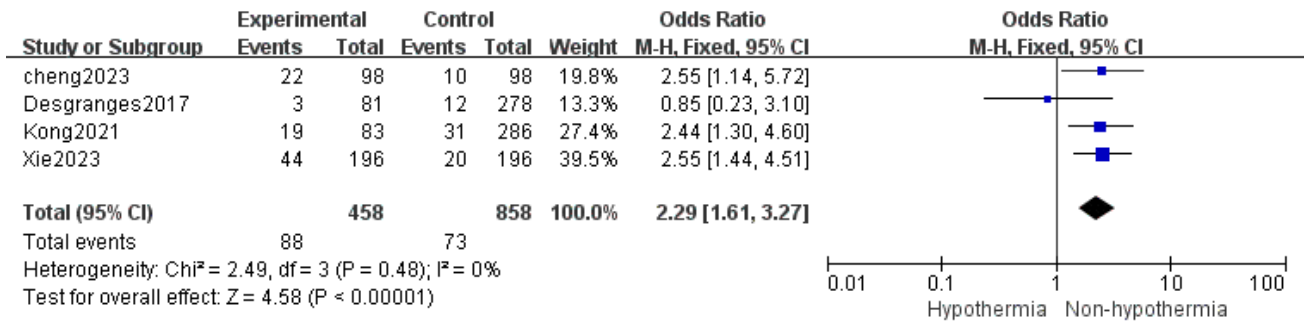 Experimental Control Odds Ratio Odds Ratio
Study or Subgroup Events Total Events Total Weight M-H, Fixed, 95% CI M-H, Fixed, 95% CI
cheng2023 22 98 10 98 19.8% 2.55 [1.14, 5.72]
Desgranges2017 3 81 12 278 13.3% 0.85 [0.23, 3.10]
Kong2021 19 83 31 286 27.4% 2.44 [1.30, 4.60]
Xie2023 44 196 20 196 39.5% 2.55 [1.44, 4.51]
Total (95% CI) 458 858 100.0% 2.29 [1.61, 3.27]
Total events 88 73
Heterogeneity: Chi² = 2.49, df = 3 (P = 0.48); I² = 0%
Test for overall effect: Z = 4.58 (P < 0.00001)
0.01 0.1 1 10 100
Hypothermia Non-hypothermia